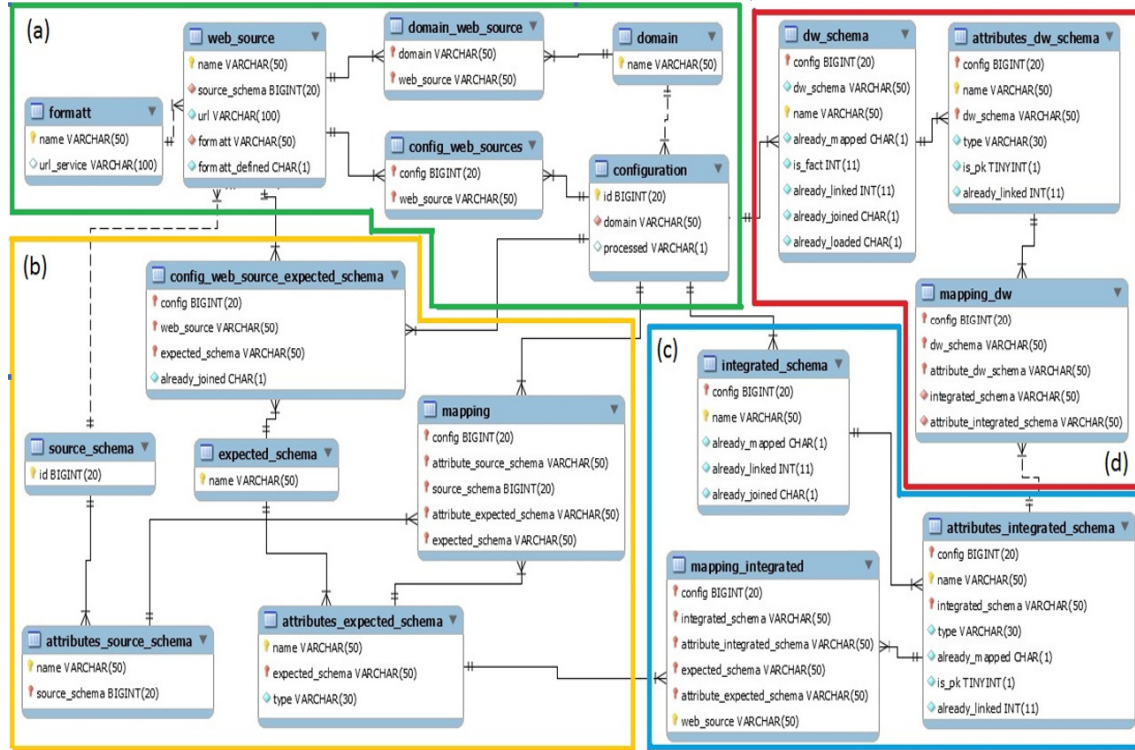 (a)
web_source
name VARCHAR(50)
source_schema BIGINT(20)
url VARCHAR(100)
formatt VARCHAR(50)
formatt_defined CHAR(1)
domain_web_source
domain VARCHAR(50)
web_source VARCHAR(50)
domain
name VARCHAR(50)
formatt
name VARCHAR(50)
url_service VARCHAR(100)
config_web_sources
config BIGINT(20)
web_source VARCHAR(50)
configuration
id BIGINT(20)
domain VARCHAR(50)
processed VARCHAR(1)
dw_schema
config BIGINT(20)
dw_schema VARCHAR(50)
name VARCHAR(50)
already_mapped CHAR(1)
is_fact INT(11)
already_linked INT(11)
already_joined CHAR(1)
already_loaded CHAR(1)
attributes_dw_schema
config BIGINT(20)
name VARCHAR(50)
dw_schema VARCHAR(50)
type VARCHAR(30)
is_pk TINYINT(1)
already_linked INT(11)
mapping_dw
config BIGINT(20)
dw_schema VARCHAR(50)
attribute_dw_schema VARCHAR(50)
integrated_schema VARCHAR(50)
attribute_integrated_schema VARCHAR(50)
(d)
(b)
config_web_source_expected_schema
config BIGINT(20)
web_source VARCHAR(50)
expected_schema VARCHAR(50)
already_joined CHAR(1)
source_schema
id BIGINT(20)
expected_schema
name VARCHAR(50)
mapping
config BIGINT(20)
attribute_source_schema VARCHAR(50)
source_schema BIGINT(20)
attribute_expected_schema VARCHAR(50)
expected_schema VARCHAR(50)
attributes_source_schema
name VARCHAR(50)
source_schema BIGINT(20)
attributes_expected_schema
name VARCHAR(50)
expected_schema VARCHAR(50)
type VARCHAR(30)
(c)
integrated_schema
config BIGINT(20)
name VARCHAR(50)
already_mapped CHAR(1)
already_linked INT(11)
already_joined CHAR(1)
mapping_integrated
config BIGINT(20)
integrated_schema VARCHAR(50)
attribute_integrated_schema VARCHAR(50)
expected_schema VARCHAR(50)
attribute_expected_schema VARCHAR(50)
web_source VARCHAR(50)
attributes_integrated_schema
config BIGINT(20)
name VARCHAR(50)
integrated_schema VARCHAR(50)
type VARCHAR(30)
already_mapped CHAR(1)
is_pk TINYINT(1)
already_linked INT(11)